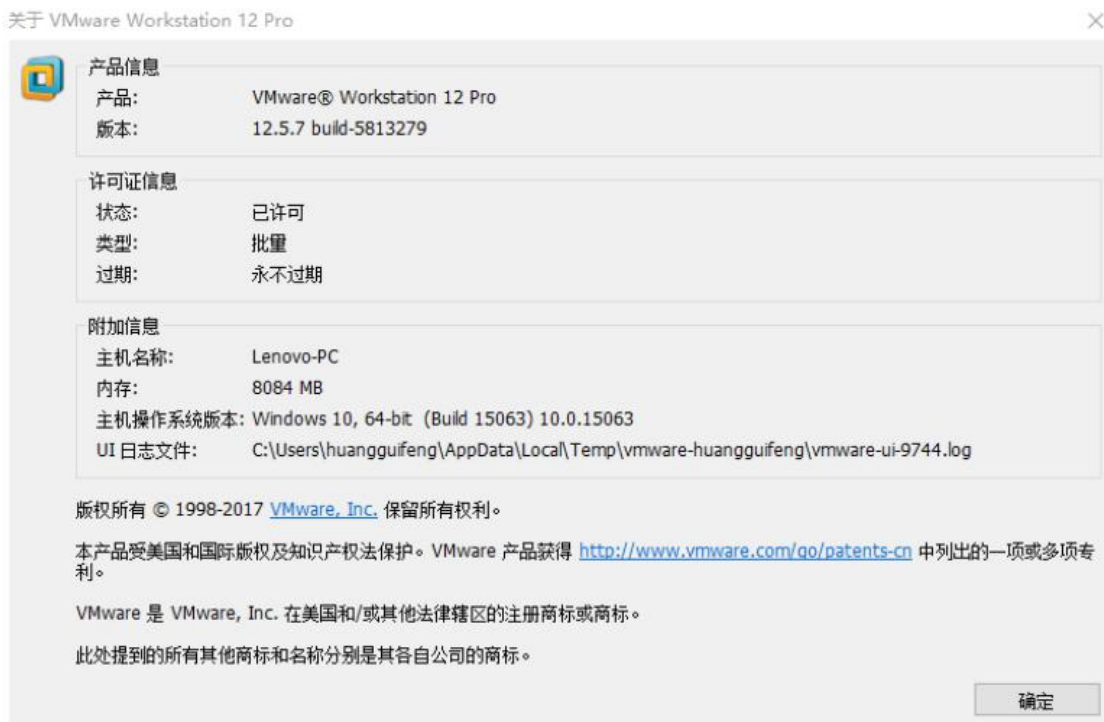 关于 VMware Workstation 12 Pro
产品信息
产品: VMware® Workstation 12 Pro
版本: 12.5.7 build-5813279
许可证信息
状态: 已许可
类型: 批量
过期: 永不过期
附加信息
主机名称: Lenovo-PC
内存: 8084 MB
主机操作系统版本: Windows 10, 64-bit (Build 15063) 10.0.15063
UI 日志文件: C:\Users\huangguifeng\AppData\Local\Temp\vmware-huangguifeng\vmware-ui-9744.log
版权所有 © 1998-2017 VMware, Inc. 保留所有权利。
本产品受美国和国际版权及知识产权法保护。VMware 产品获得 http://www.vmware.com/go/patents-cn 中列出的一项或多项专
利。
VMware 是 VMware, Inc. 在美国和/或其他法律辖区的注册商标或商标。
此处提到的所有其他商标和名称分别是其各自公司的商标。
确定